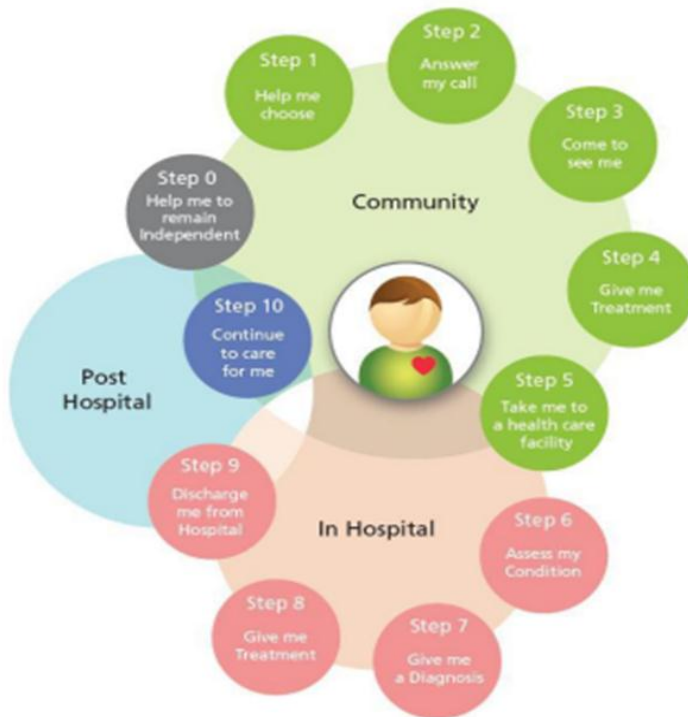 Step 0
Help me to
remain
Independent
Step 1
Help me
choose
Step 2
Answer
my call
Step 3
Come to
see me
Community
Step 4
Give me
Treatment
Step 5
Take me to
a health care
facility
Step 6
Assess my
Condition
In Hospital
Step 7
Give me
a Diagnosis
Step 8
Give me
Treatment
Step 9
Discharge
me from
Hospital
Post
Hospital
Step 10
Continue
to care
for me